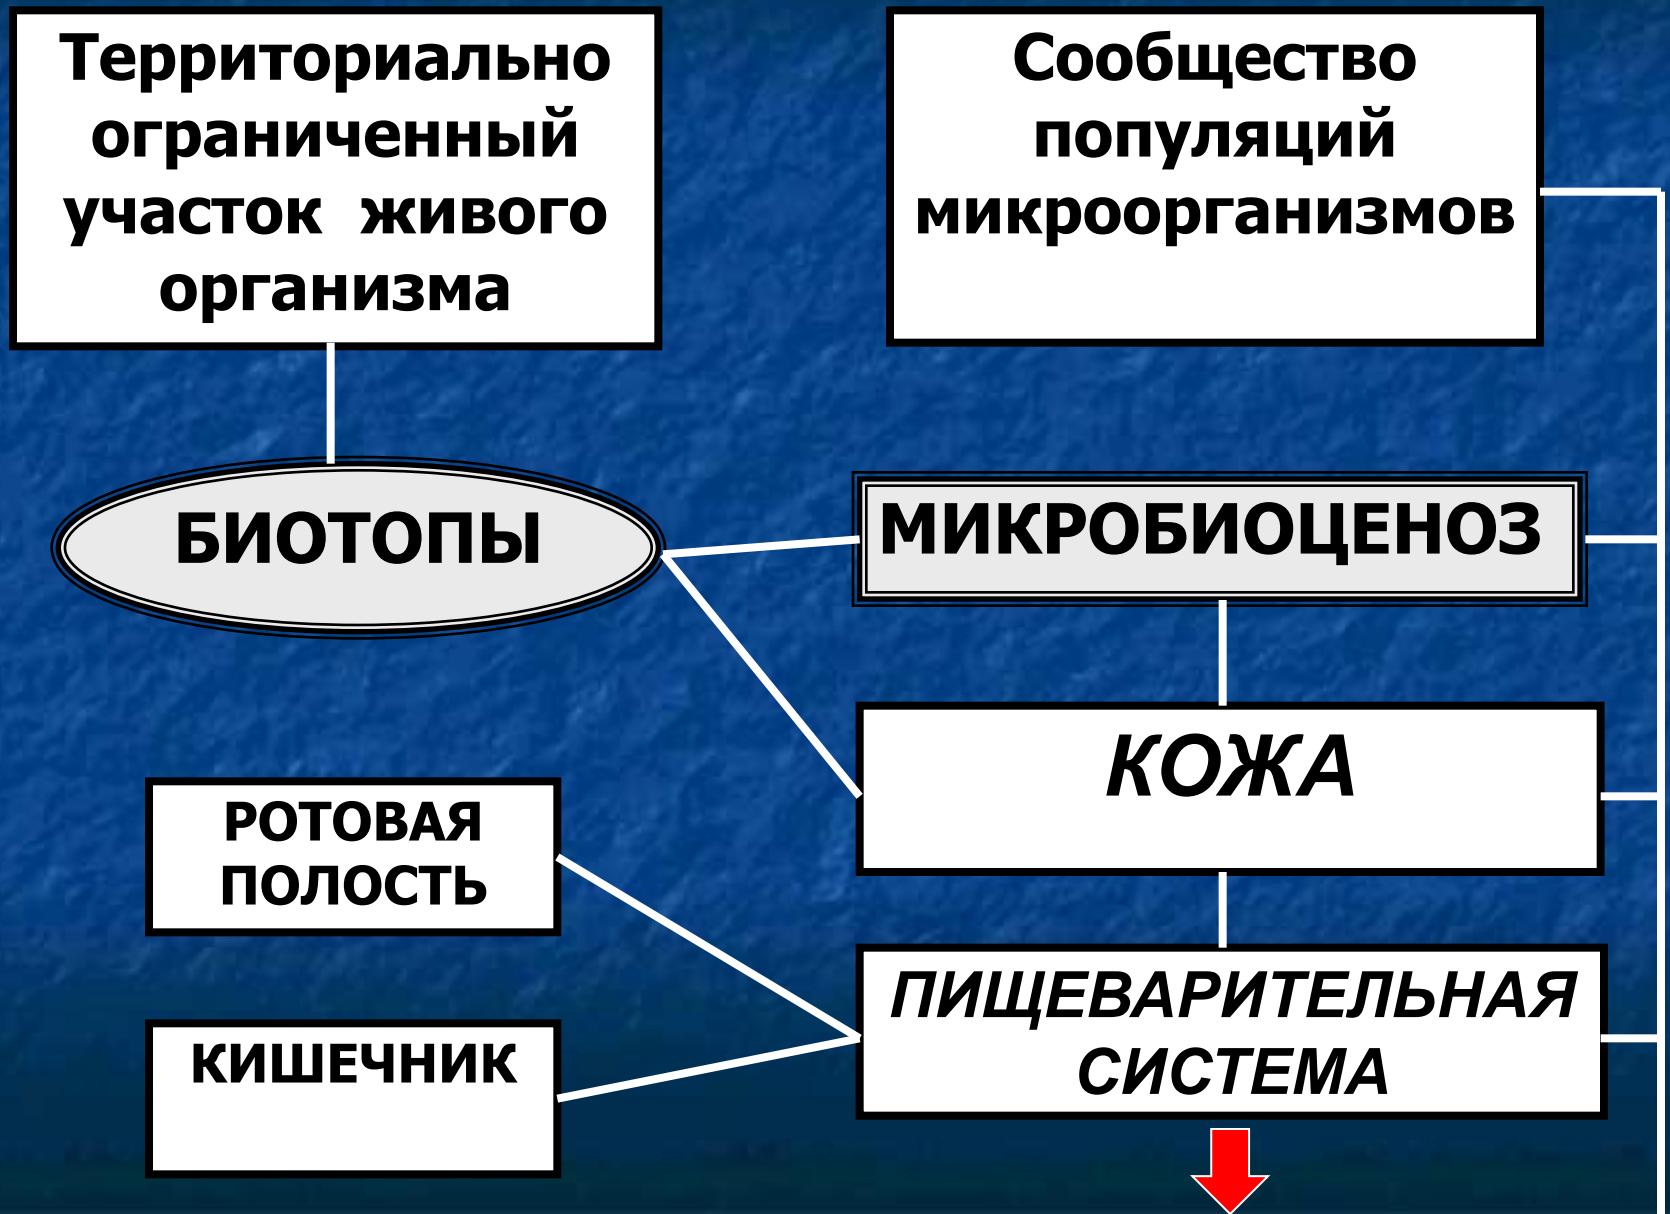 Территориально
ограниченный
участок живого
организма
Сообщество
популяций
микроорганизмов
БИОТОПЫ
МИКРОБИОЦЕНОЗ
КОЖА
РОТОВАЯ
ПОЛОСТЬ
ПИЩЕВАРИТЕЛЬНАЯ
СИСТЕМА
КИШЕЧНИК